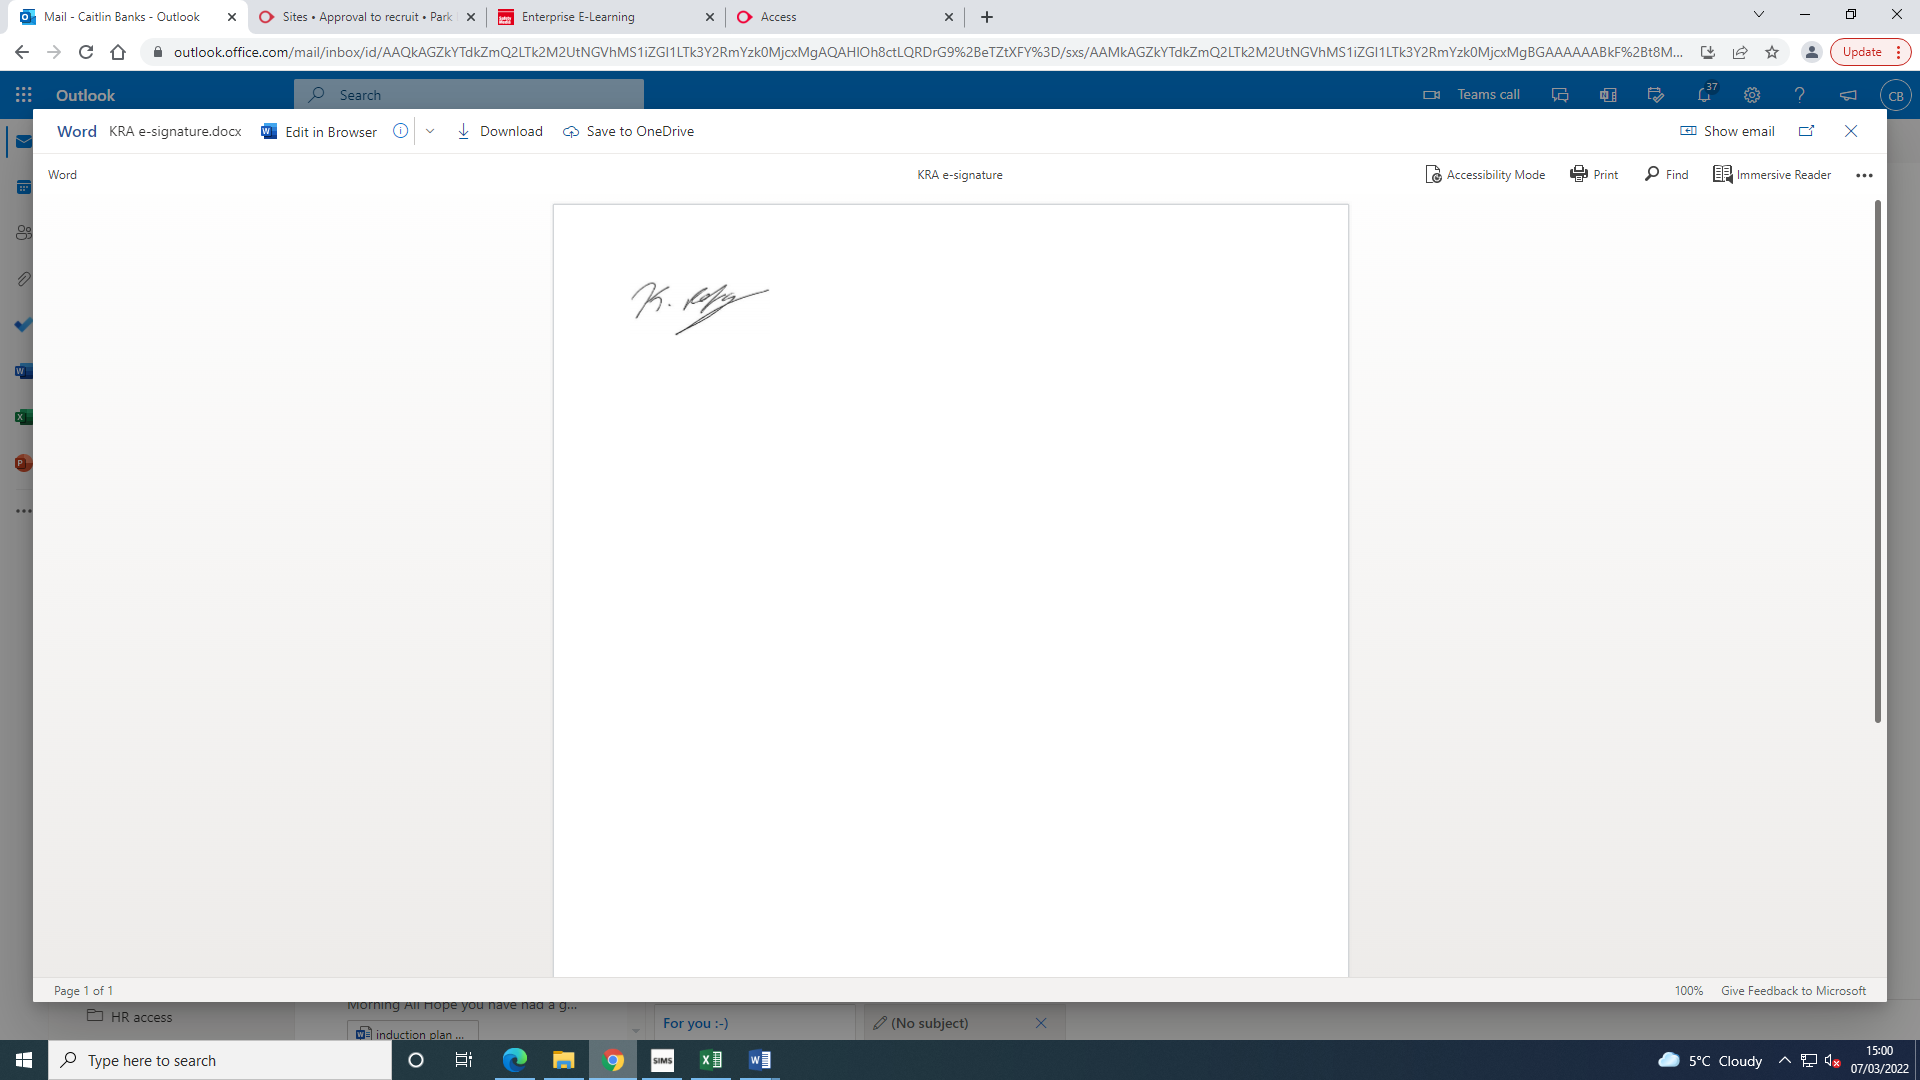 Mail - Caitlin Banks - Outlook
Sites • Approval to recruit • Park
Enterprise E-Learning
Access
outlook.office.com/mail/inbox/id/AAQkAGZkYTdkZmQ2LTk2M2UtNGVhMS1iZGI1LTk3Y2RmYzk0MjcxMgAQAHlOh8ctLQRDrG9%2BeTZtXFY%3D/sxs/AAMkAGZkYTdkZmQ2LTk2M2UtNGVhMS1iZGI1LTk3Y2RmYzk0MjcxMgBGAAAAAABkF%2Bt8M...
Update
Outlook
Search
Teams call
37
CB
Word
KRA e-signature.docx
Edit in Browser
Download
Save to OneDrive
Show email
Word
KRA e-signature
Accessibility Mode
Print
Find
Immersive Reader
K.
Page 1 of 1
100%
Give Feedback to Microsoft
Morning All Hope you have had a g...
HR access
induction plan ...
For you :-)
(No subject)
Type here to search
SIMS
5°C Cloudy
15:00
07/03/2022